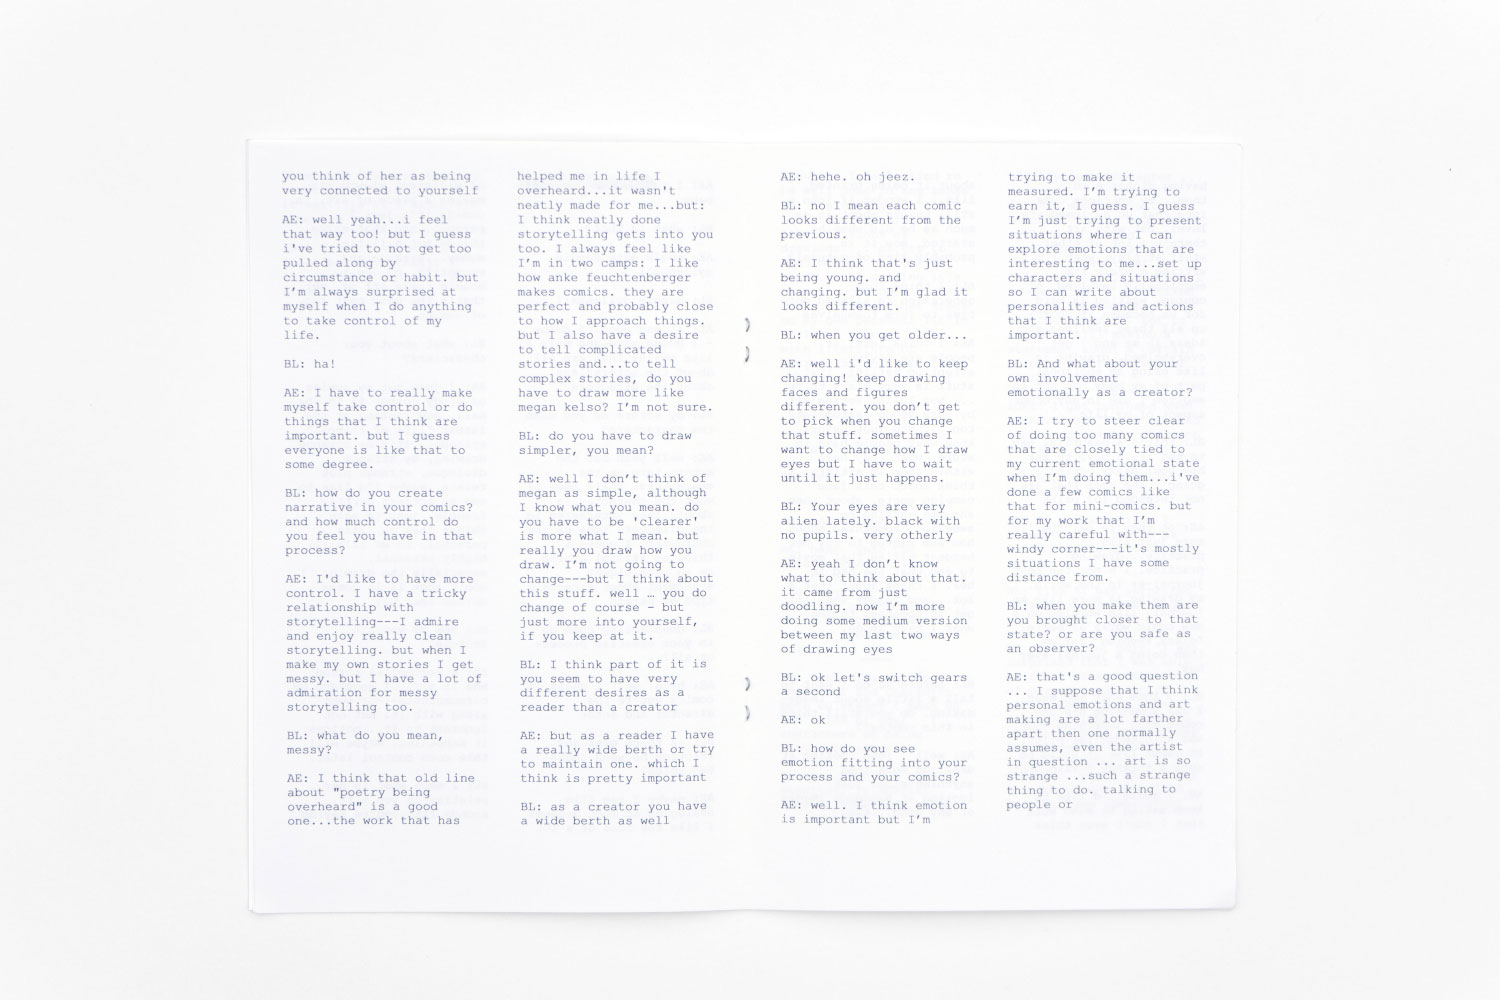 you think of her as being
very connected to yourself
AE: well yeah...i feel
that way too! but I guess
i've tried to not get too
pulled along by
circumstance or habit. but
I'm always surprised at
myself when I do anything
to take control of my
life.
BL: ha!
AE: I have to really make
myself take control or do
things that I think are
important. but I guess
everyone is like that to
some degree.
BL: how do you create
narrative in your comics?
and how much control do
you feel you have in that
process?
AE: I'd like to have more
control. I have a tricky
relationship with
storytelling---I admire
and enjoy really clean
storytelling. but when I
make my own stories I get
messy. but I have a lot of
admiration for messy
storytelling too.
BL: what do you mean,
messy?
AE: I think that old line
about "poetry being
overheard" is a good
one...the work that has
helped me in life I
overheard...it wasn't
neatly made for me...but:
I think neatly done
storytelling gets into you
too. I always feel like
I'm in two camps: I like
how anke feuchtenberger
makes comics. they are
perfect and probably close
to how I approach things.
but I also have a desire
to tell complicated
stories and...to tell
complex stories, do you
have to draw more like
megan kelso? I'm not sure.
BL: do you have to draw
simpler, you mean?
AE: well I don't think of
megan as simple, although
I know what you mean. do
you have to be 'clearer'
is more what I mean. but
really you draw how you
draw. I'm not going to
change---but I think about
this stuff. well … you do
change of course – but
just more into yourself,
if you keep at it.
BL: I think part of it is
you seem to have very
different desires as a
reader than a creator
AE: but as a reader I have
a really wide berth or try
to maintain one. which I
think is pretty important
BL: as a creator you have
a wide berth as well
AE: hehe. oh jeez.
BL: no I mean each comic
looks different from the
previous.
AE: I think that's just
being young. and
changing. but I'm glad it
looks different.
BL: when you get older...
AE: well i'd like to keep
changing! keep drawing
faces and figures
different. you don't get
to pick when you change
that stuff. sometimes I
want to change how I draw
eyes but I have to wait
until it just happens.
BL: Your eyes are very
alien lately. black with
no pupils. very otherly
AE: yeah I don't know
what to think about that.
it came from just
doodling. now I'm more
doing some medium version
between my last two ways
of drawing eyes
BL: ok let's switch gears
a second
AE: ok
BL: how do you see
emotion fitting into your
process and your comics?
AE: well. I think emotion
is important but I'm
trying to make it
measured. I'm trying to
earn it, I guess. I guess
I'm just trying to present
situations where I can
explore emotions that are
interesting to me...set up
characters and situations
so I can write about
personalities and actions
that I think are
important.
BL: And what about your
own involvement
emotionally as a creator?
AE: I try to steer clear
of doing too many comics
that are closely tied to
my current emotional state
when I'm doing them...i've
done a few comics like
that for mini-comics. but
for my work that I'm
really careful with---
windy corner---it's mostly
situations I have some
distance from.
BL: when you make them are
you brought closer to that
state? or are you safe as
an observer?
AE: that's a good question
... I suppose that I think
personal emotions and art
making are a lot farther
apart then one normally
assumes, even the artist
in question ... art is so
strange ...such a strange
thing to do. talking to
people or